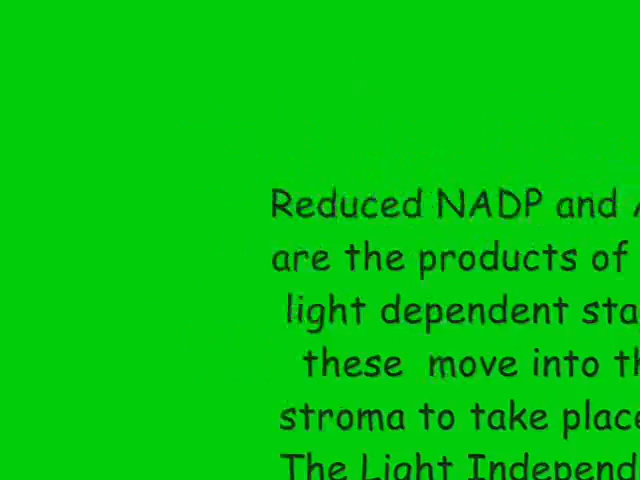 Reduced NADP and
are the products of
light dependent sta
these move into th
stroma to take place
The Light Independ